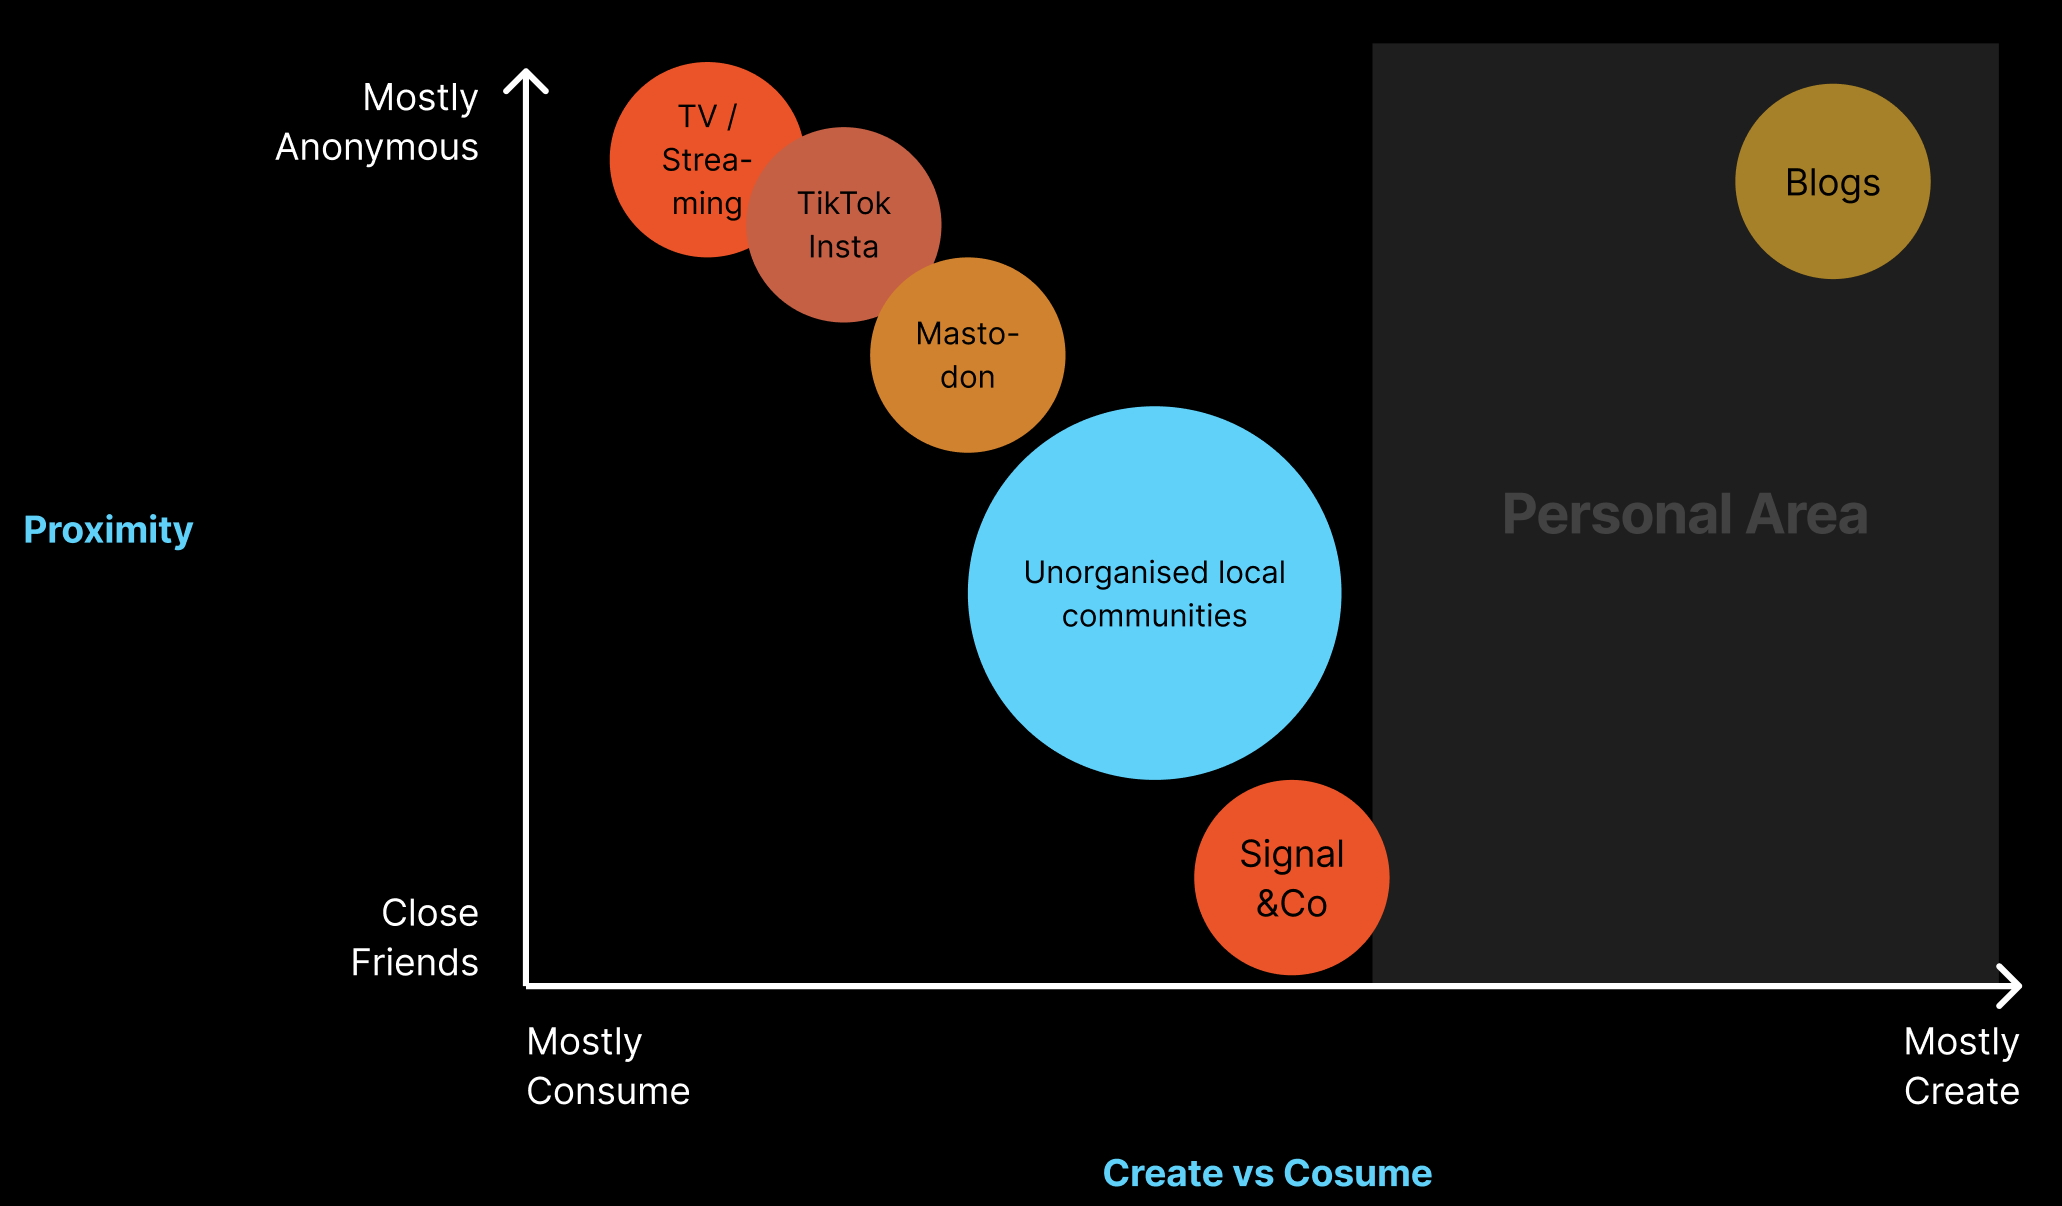 Mostly
Anonymous
TV /
Strea-
ming
TikTok
Insta
Blogs
Masto-
don
Proximity
Personal Area
Unorganised local
communities
Signal
&Co
Close
Friends
Mostly
Consume
Mostly
Create
Create vs Cosume